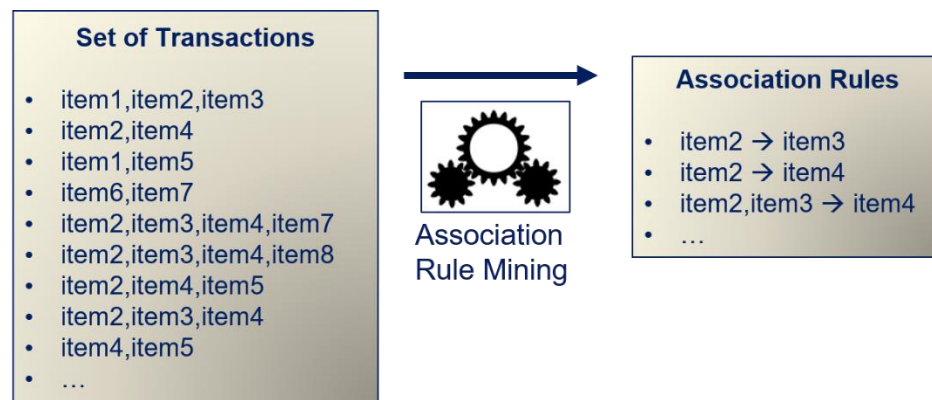 Set of Transactions
• item1,item2,item3
• item2,item4
• item1,item5
• item6,item7
• item2,item3,item4,item7
• item2,item3,item4,item8
• item2,item4,item5
• item2,item3,item4
• item4,item5
• …
Association
Rule Mining
Association Rules
• item2 → item3
• item2 → item4
• item2,item3 → item4
• …